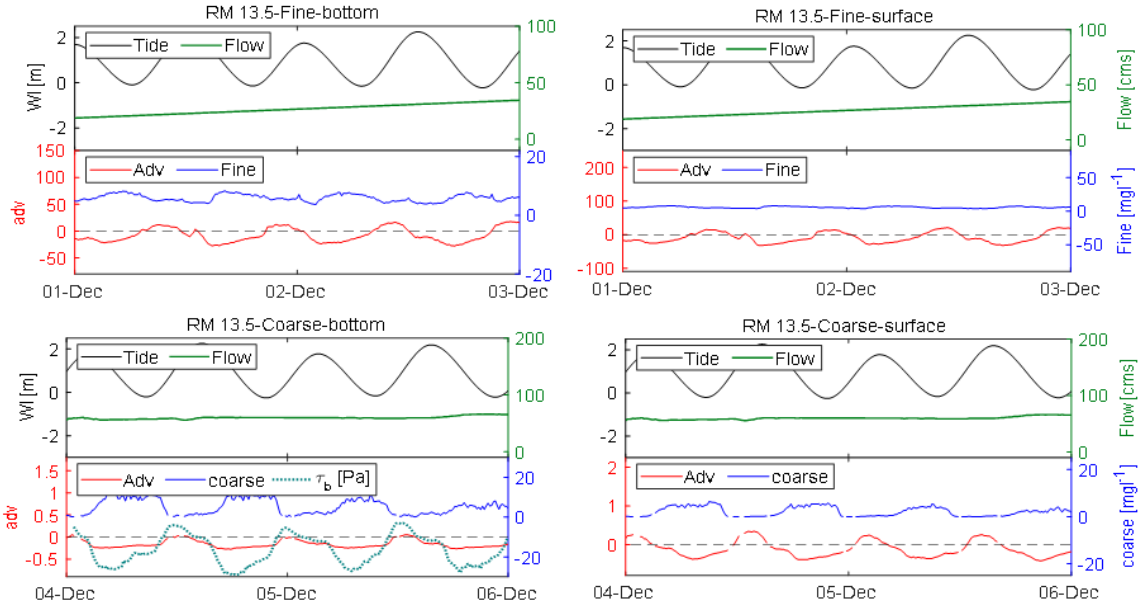 RM 13.5-Fine-bottom
Tide Flow
Wl [m]
2
0
-2
100
50
0
Adv Fine
adv
150
100
50
0
-50
20
0
-20
01-Dec 02-Dec 03-Dec
RM 13.5-Fine-surface
Tide Flow
2
0
-2
100
50
0
Flow [cms]
Adv Fine
200
100
0
-100
50
0
-50
Fine [mgl-1]
01-Dec 02-Dec 03-Dec
RM 13.5-Coarse-bottom
Tide Flow
Wl [m]
2
0
-2
200
100
0
Adv coarse τb [Pa]
adv
1.5
1
0.5
0
-0.5
20
0
-20
04-Dec 05-Dec 06-Dec
RM 13.5-Coarse-surface
Tide Flow
2
0
-2
200
100
0
Flow [cms]
Adv coarse
2
1
0
20
0
-20
coarse [mgl-1]
04-Dec 05-Dec 06-Dec